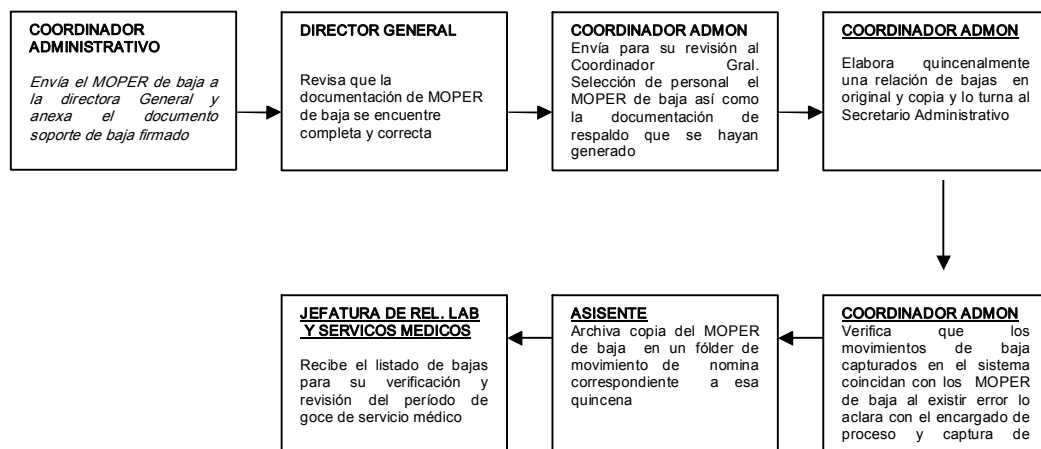 COORDINADOR
ADMINISTRATIVO
Envía el MOPER de baja a
la directora General y
anexa el documento
soporte de baja firmado
DIRECTOR GENERAL
Revisa que la
documentación de MOPER
de baja se encuentre
completa y correcta
COORDINADOR ADMON
Envía para su revisión al
Coordinador Gral.
Selección de personal el
MOPER de baja así como
la documentación de
respaldo que se hayan
generado
COORDINADOR ADMON
Elabora quincenalmente
una relación de bajas en
original y copia y lo turna al
Secretario Administrativo
JEFATURA DE REL. LAB
Y SERVICOS MEDICOS
Recibe el listado de bajas
para su verificación y
revisión del período de
goce de servicio médico
ASISENTE
Archiva copia del MOPER
de baja en un fólder de
movimiento de nomina
correspondiente a esa
quincena
COORDINADOR ADMON
Verifica que los
movimientos de baja
capturados en el sistema
coincidan con los MOPER
de baja al existir error lo
aclara con el encargado de
proceso y captura de